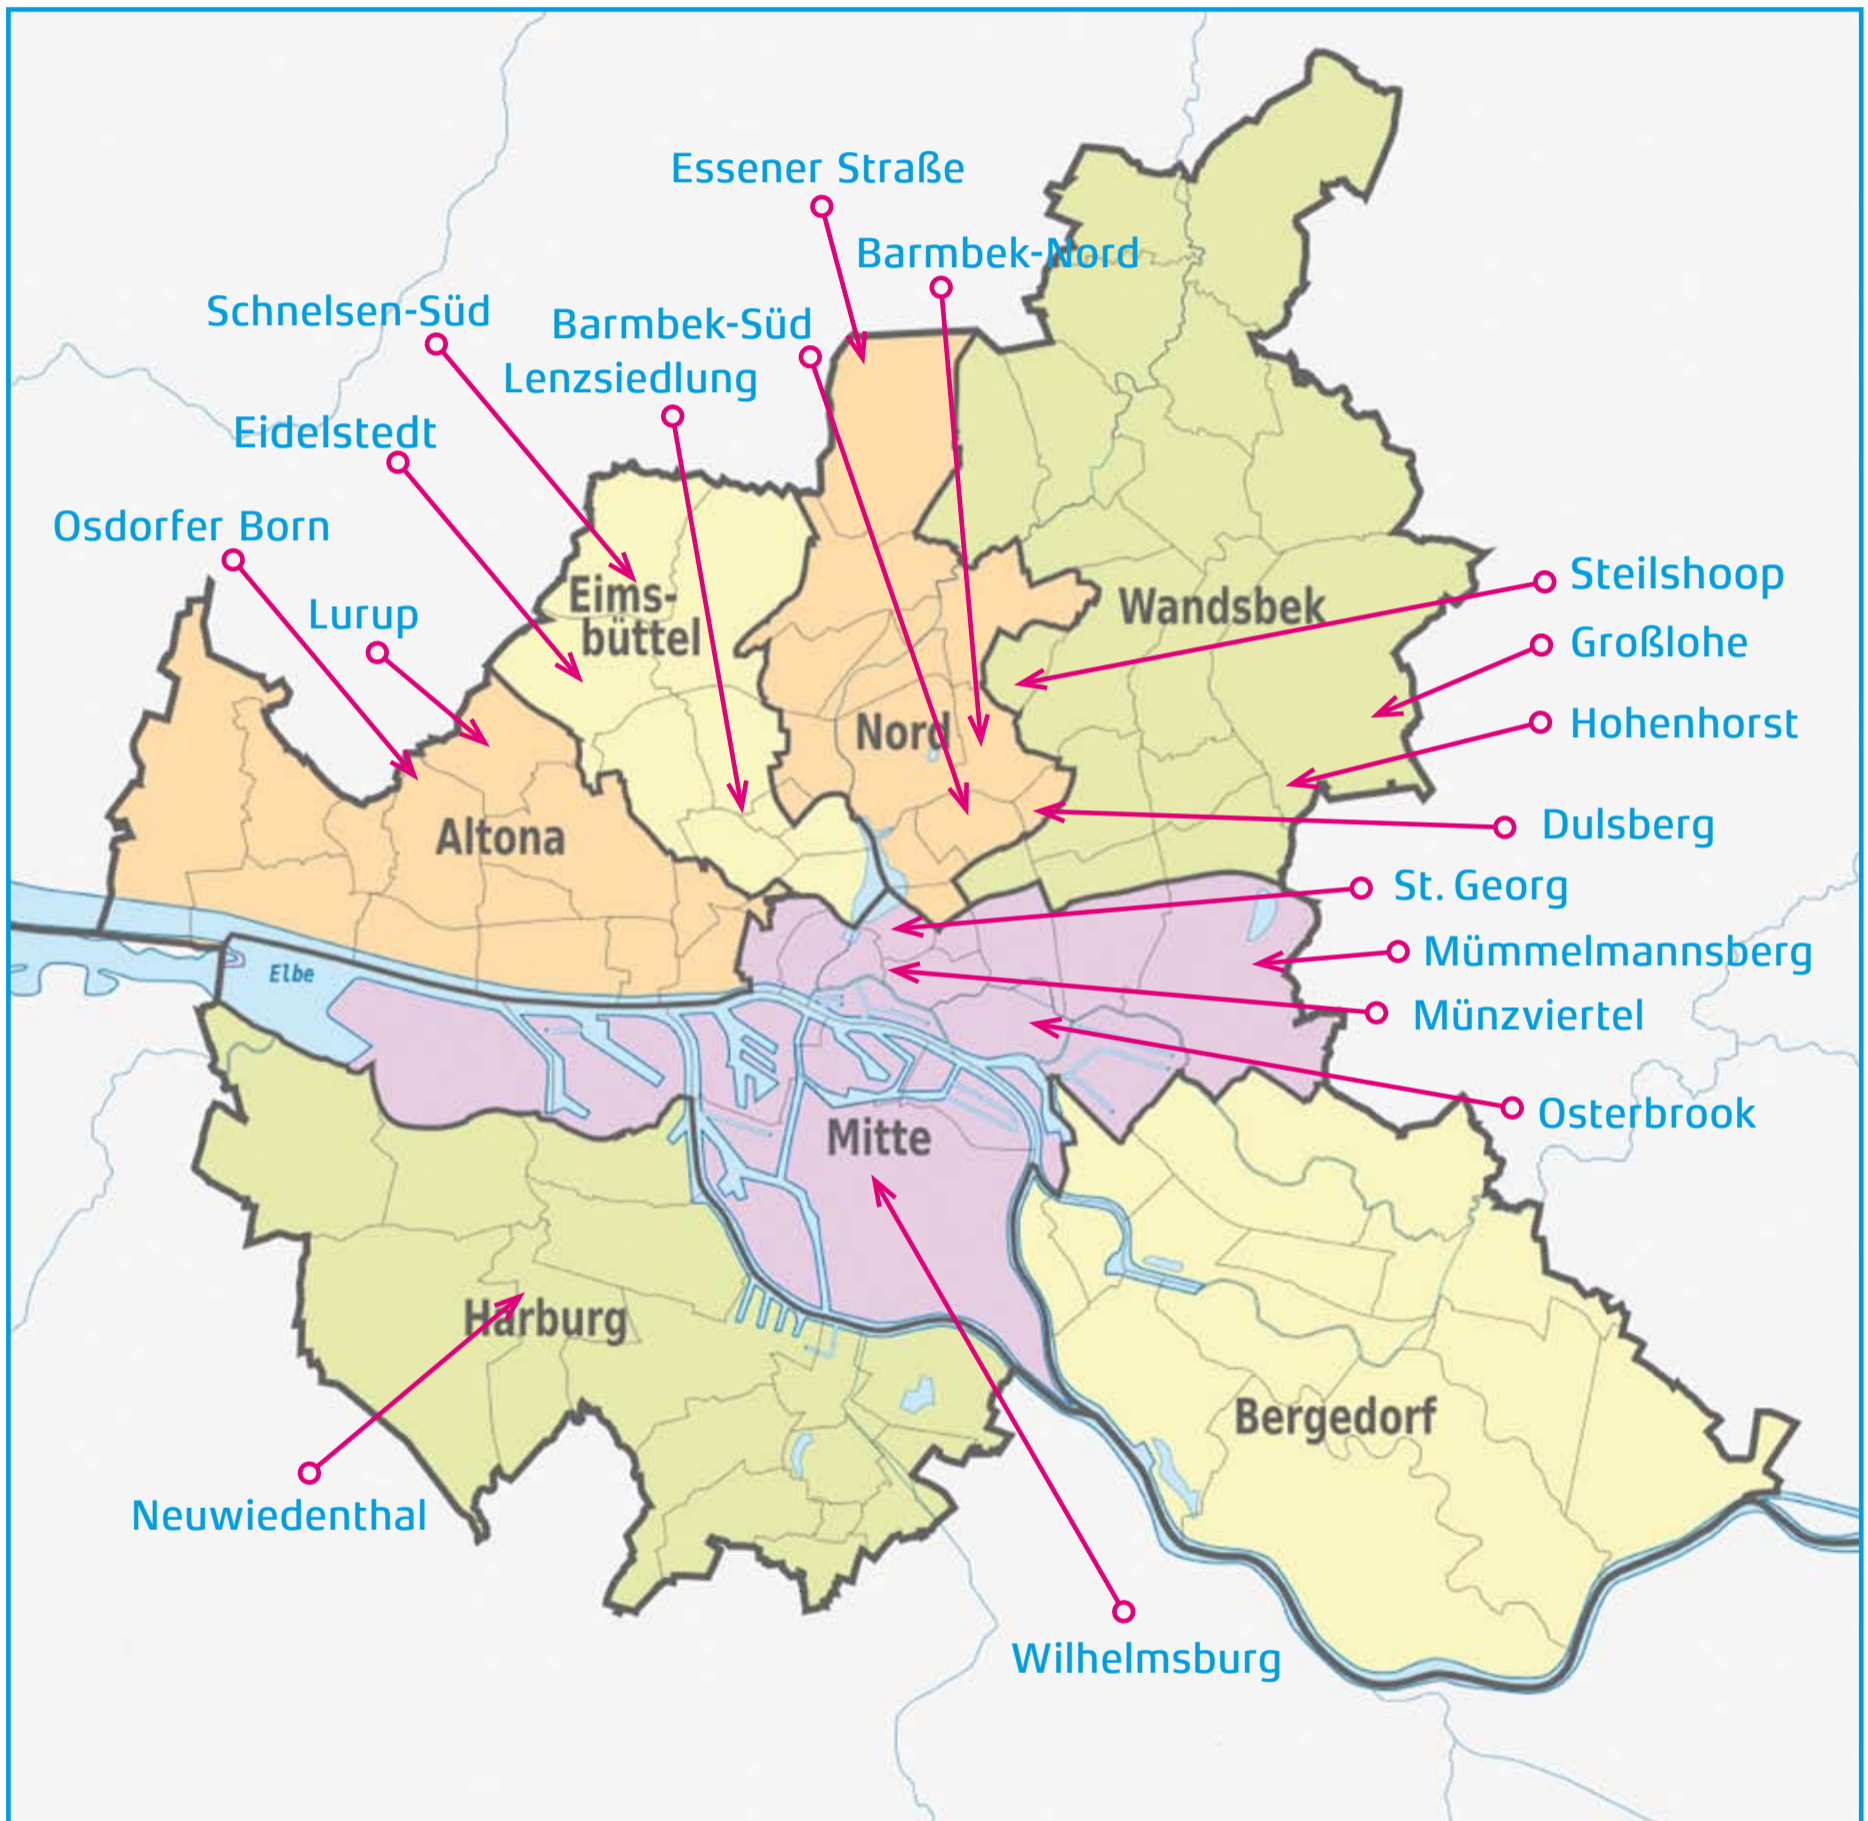 Essener Straße
Barmbek-Nord
Schnelsen-Süd
Barmbek-Süd
Lenzsiedlung
Eidelstedt
Osdorfer Born
Lurup
Eims-
büttel
Wandsbek
Steilshoop
Großlohe
Hohenhorst
Nord
Altona
Dulsberg
St. Georg
Mümmelmannsberg
Elbe
Münzviertel
Osterbrook
Mitte
Harburg
Bergedorf
Neuwiedenthal
Wilhelmsburg